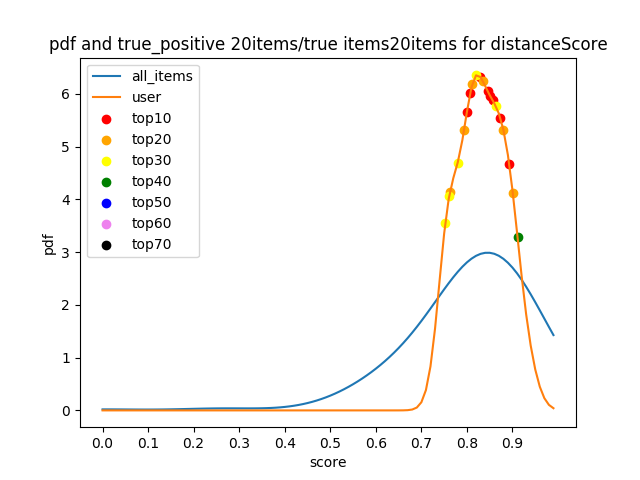 pdf and true_positive 20items/true items20items for distanceScore
all_items
user
top10
top20
top30
top40
top50
top60
top70
6
5
4
3
2
1
0
pdf
0.0 0.1 0.2 0.3 0.4 0.5 0.6 0.7 0.8 0.9
score